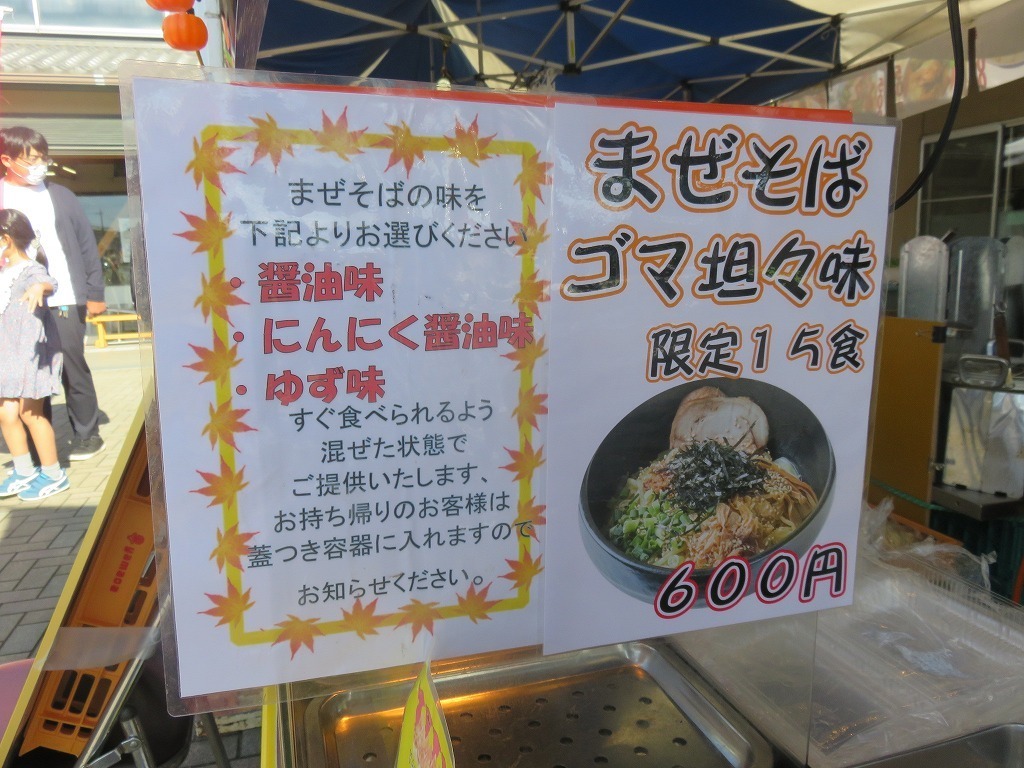 まぜそばの味を
下記よりお選びください
・醤油味
・にんにく醤油味
・ゆず味
すぐ食べられるよう
混ぜた状態で
ご提供いたします、
お持ち帰りのお客様は
蓋つき容器に入れますので
お知らせください。
まぜそば
ゴマ坦々味
限定15食
600円
yamasa